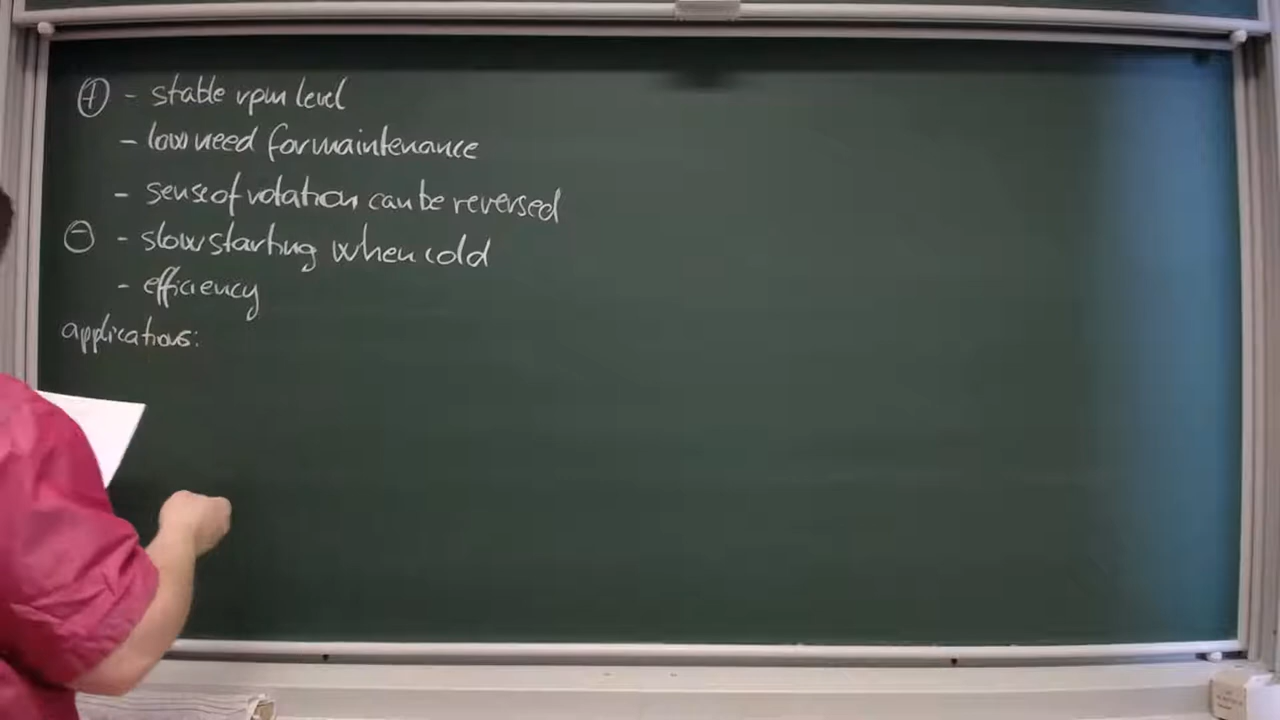 ⊕ - stable rpm level
- low need for maintenance
- sense of rotation can be reversed
⊖ - slow starting when cold
- efficiency
applications: